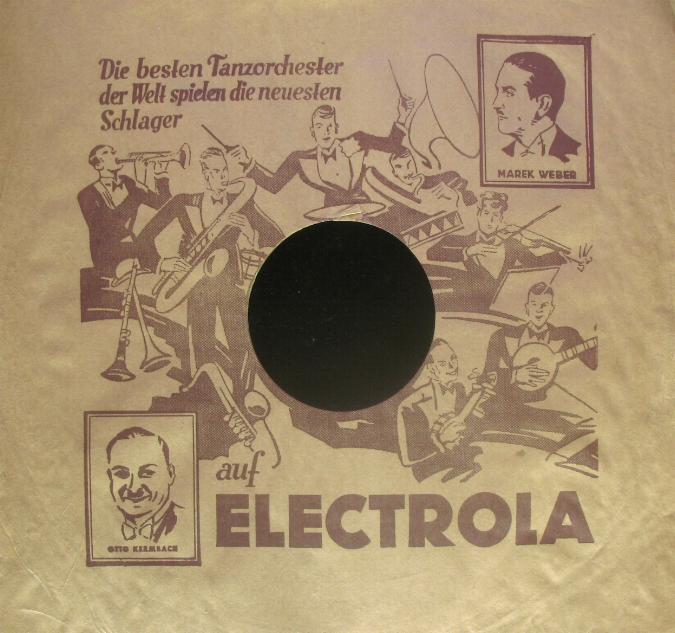 Die besten Tanzorchester
der Welt spielen die neuesten
Schlager
MAREK WEBER
OTTO KERMBACH
auf
ELECTROLA